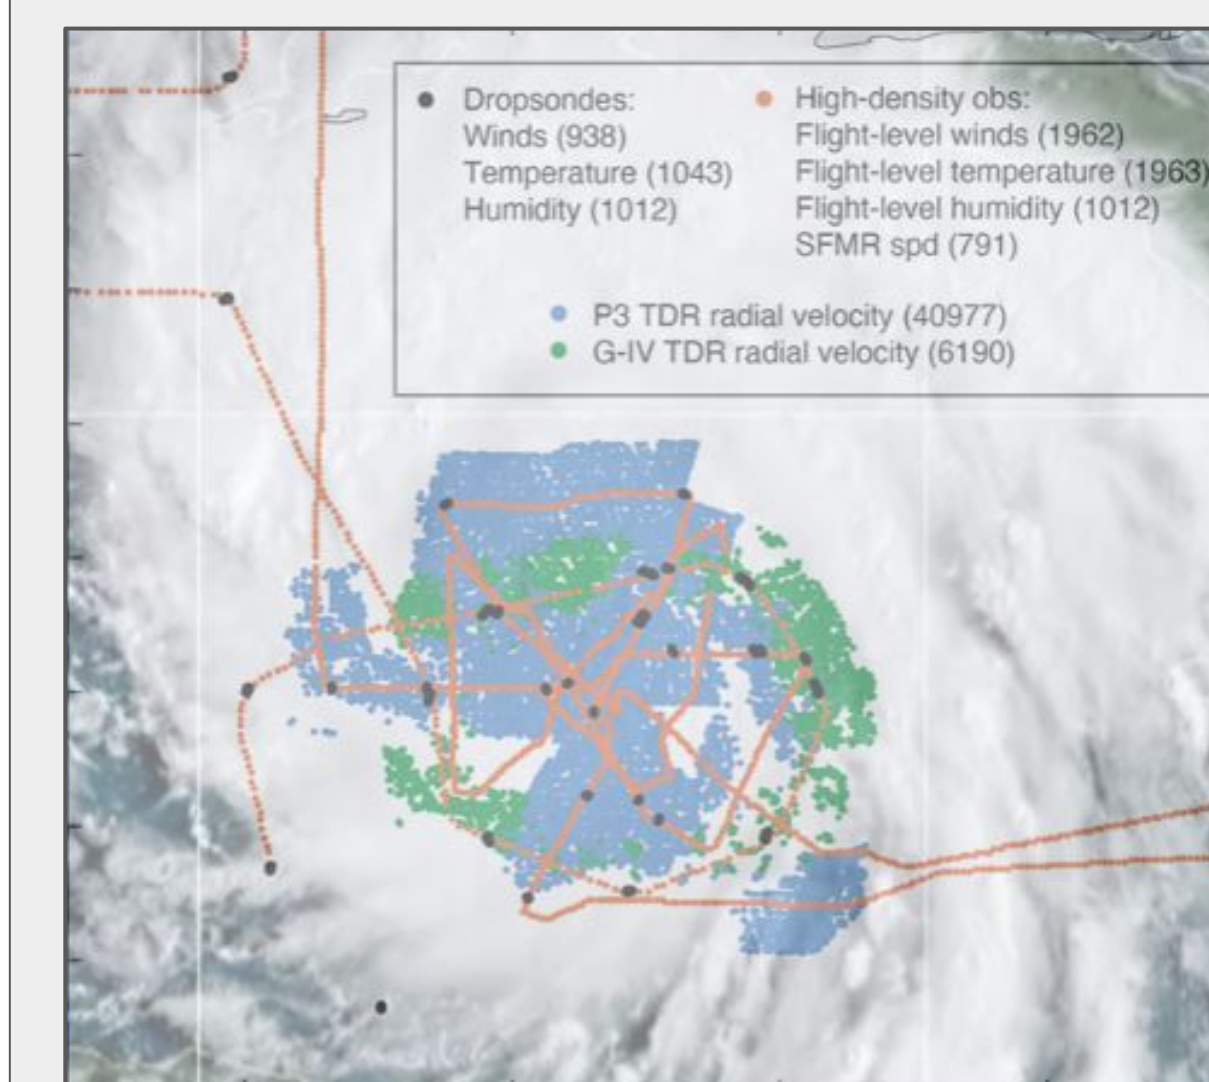 Dropsondes:
Winds (938)
Temperature (1043)
Humidity (1012)
High-density obs:
Flight-level winds (1962)
Flight-level temperature (1963)
Flight-level humidity (1012)
SFMR spd (791)
P3 TDR radial velocity (40977)
G-IV TDR radial velocity (6190)